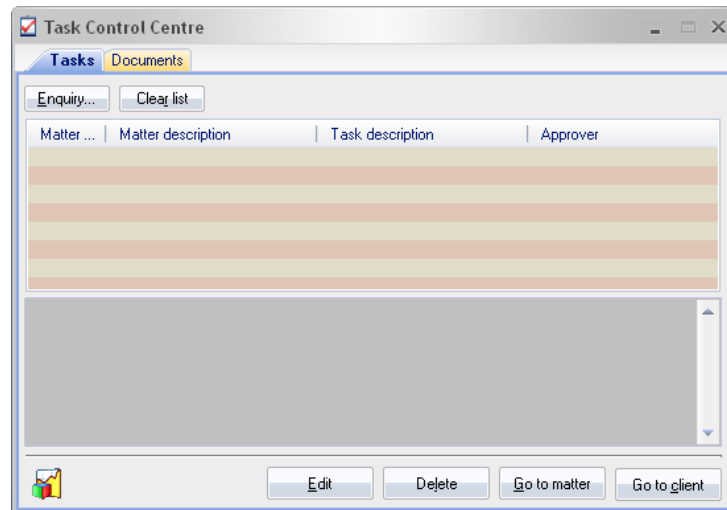 Task Control Centre
Tasks Documents
Enquiry... Clear list
Matter ... Matter description Task description Approver
Edit Delete Go to matter Go to client